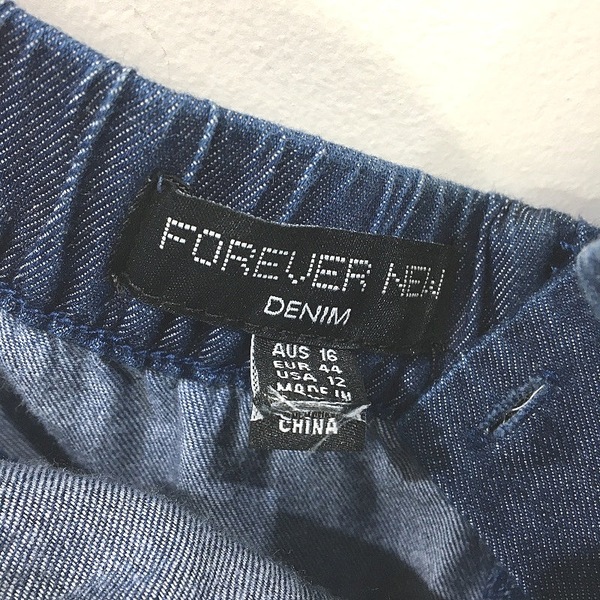 FOREVER NEW
DENIM
AUS 16
EUR 44
USA 12
MADE IN
CHINA